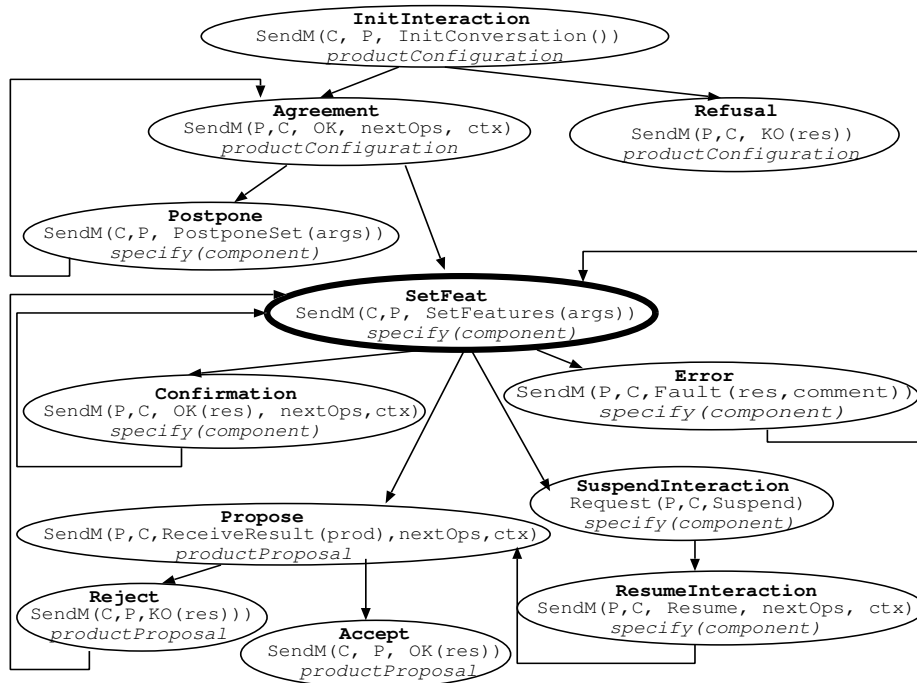 InitInteraction
SendM(C, P, InitConversation())
productConfiguration
Agreement
SendM(P,C, OK, nextOps, ctx)
productConfiguration
Refusal
SendM(P,C, KO(res))
productConfiguration
Postpone
SendM(C,P, PostponeSet(args))
specify(component)
SetFeat
SendM(C,P, SetFeatures(args))
specify(component)
Confirmation
SendM(P,C, OK(res), nextOps,ctx)
specify(component)
Error
SendM(P,C,Fault(res,comment))
specify(component)
SuspendInteraction
Request(P,C,Suspend)
specify(component)
Propose
SendM(P,C,ReceiveResult(prod),nextOps,ctx)
productProposal
Reject
SendM(C,P,KO(res)))
productProposal
Accept
SendM(C, P, OK(res))
productProposal
ResumeInteraction
SendM(P,C, Resume, nextOps, ctx)
specify(component)